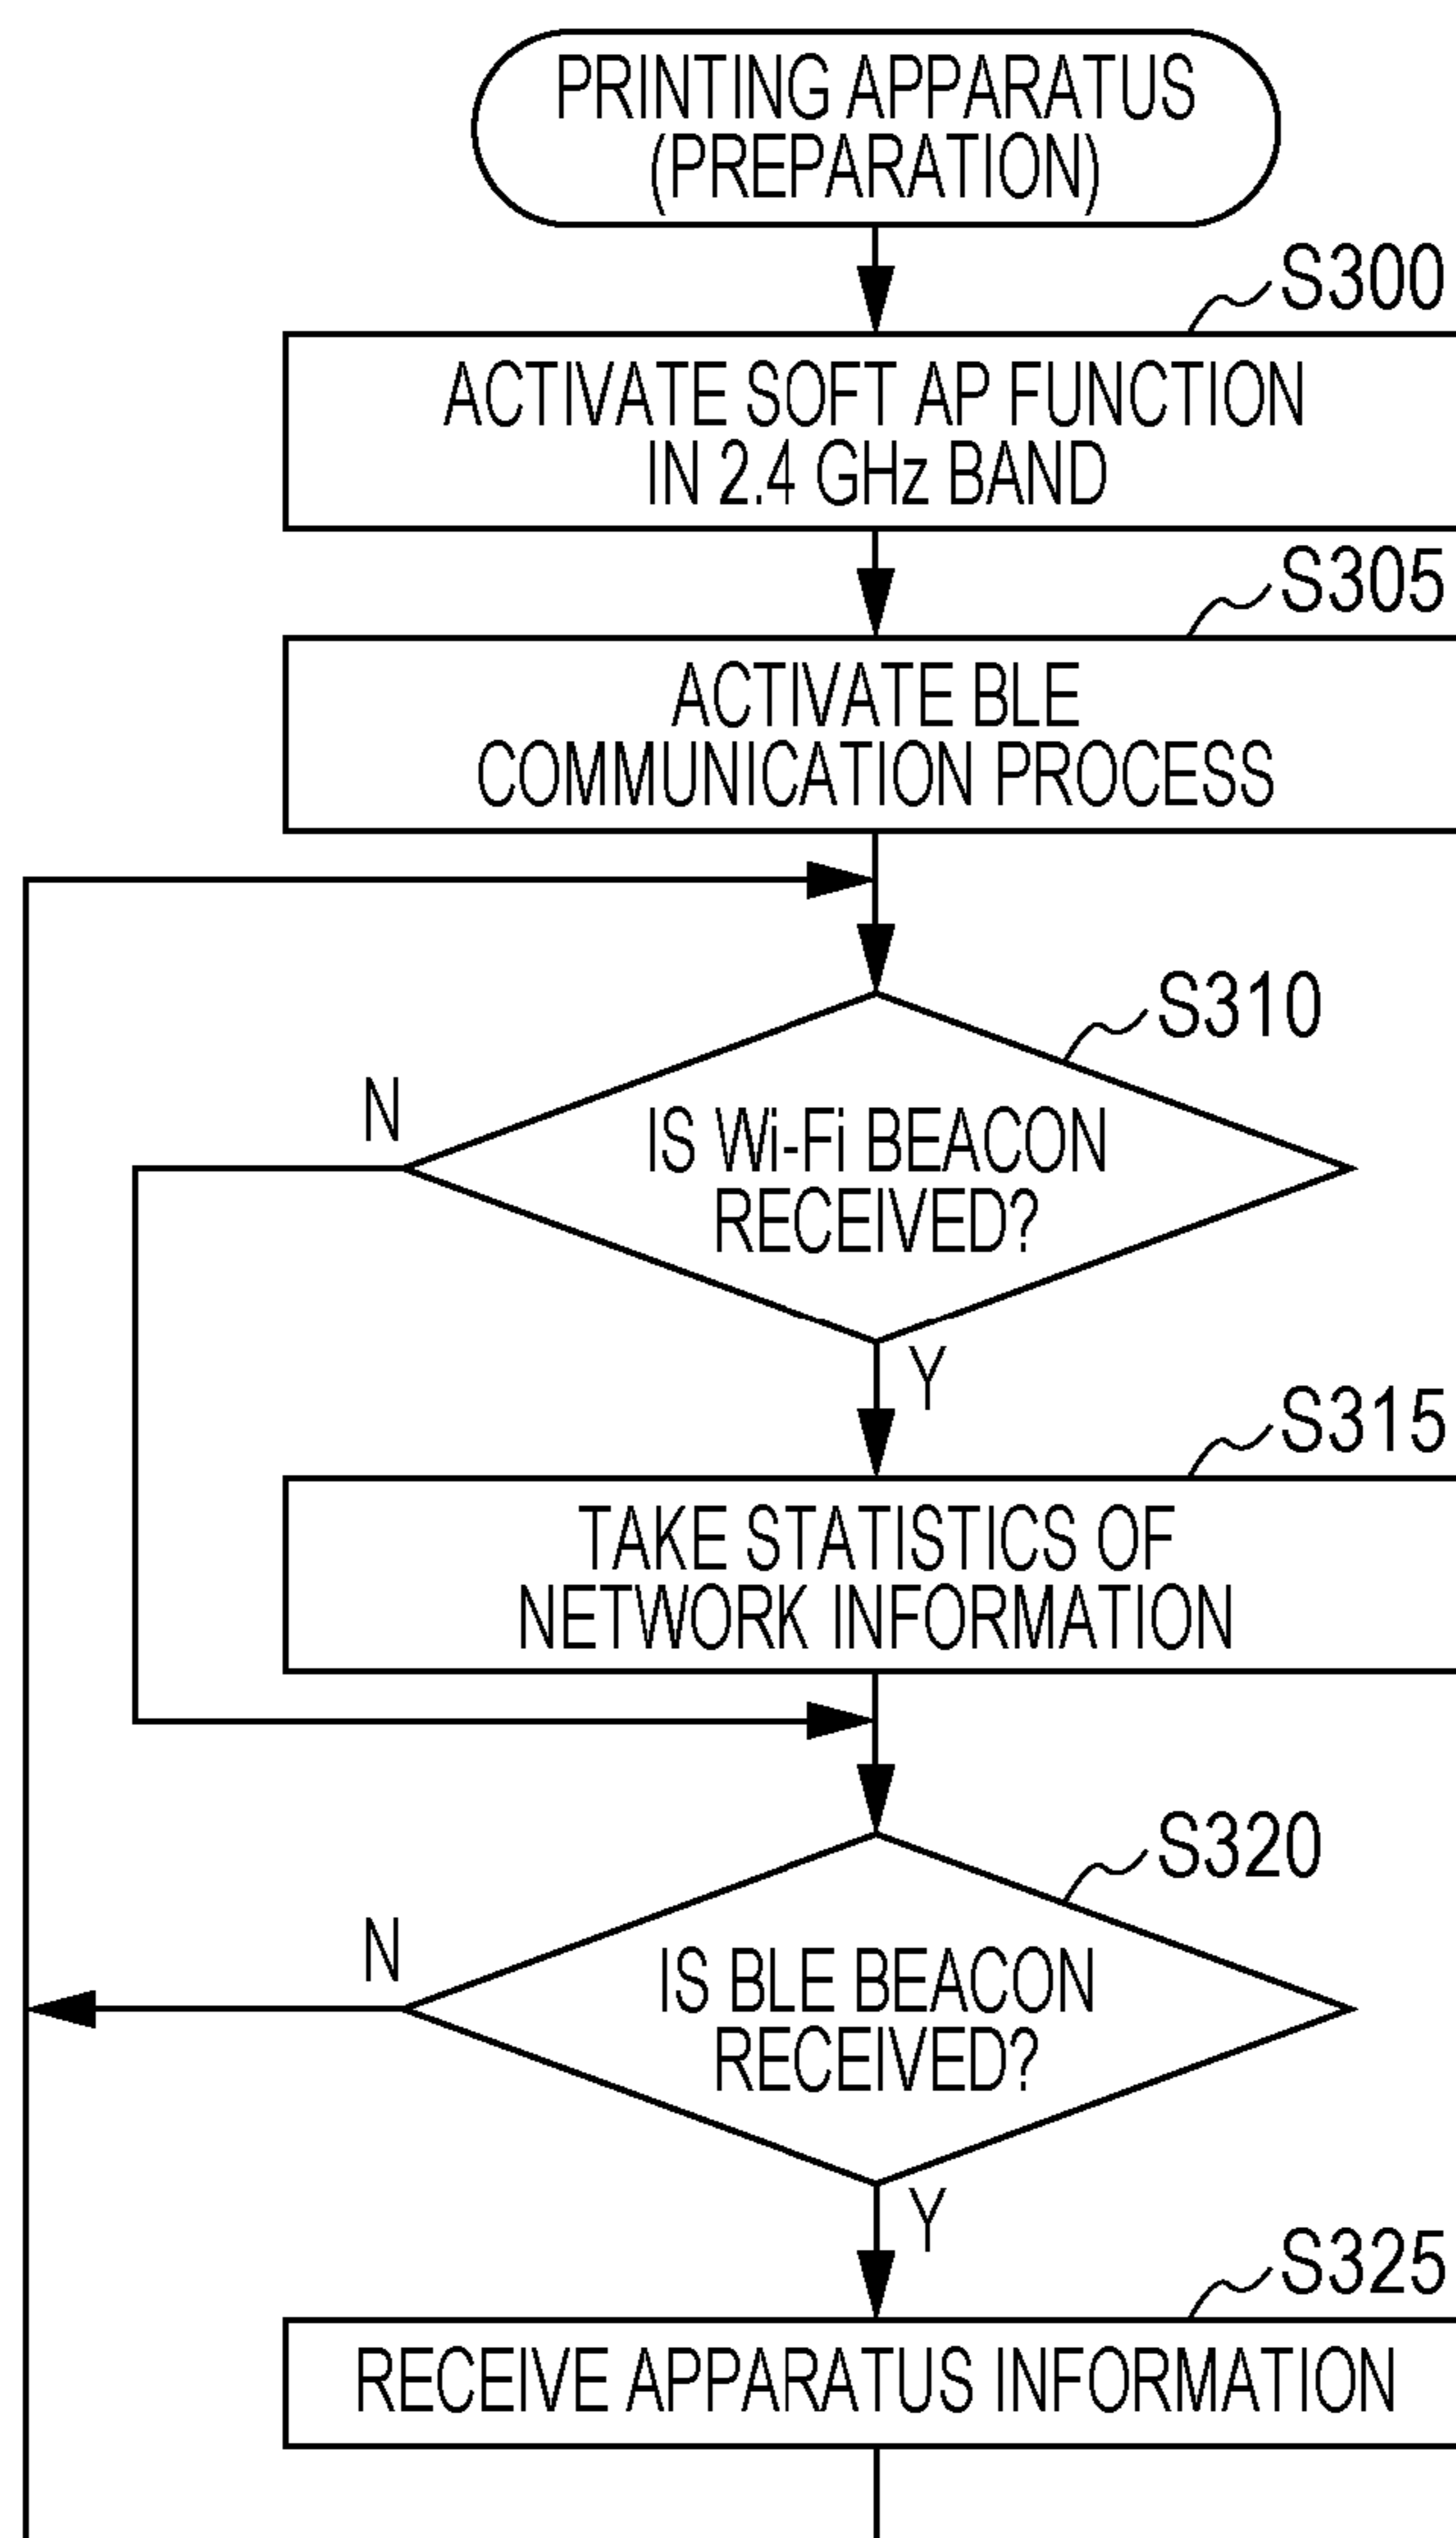 PRINTING APPARATUS
(PREPARATION)
S300
ACTIVATE SOFT AP FUNCTION
IN 2.4 GHz BAND
S305
ACTIVATE BLE
COMMUNICATION PROCESS
S310
N
IS Wi-Fi BEACON
RECEIVED?
Y
S315
TAKE STATISTICS OF
NETWORK INFORMATION
S320
N
IS BLE BEACON
RECEIVED?
Y
S325
RECEIVE APPARATUS INFORMATION